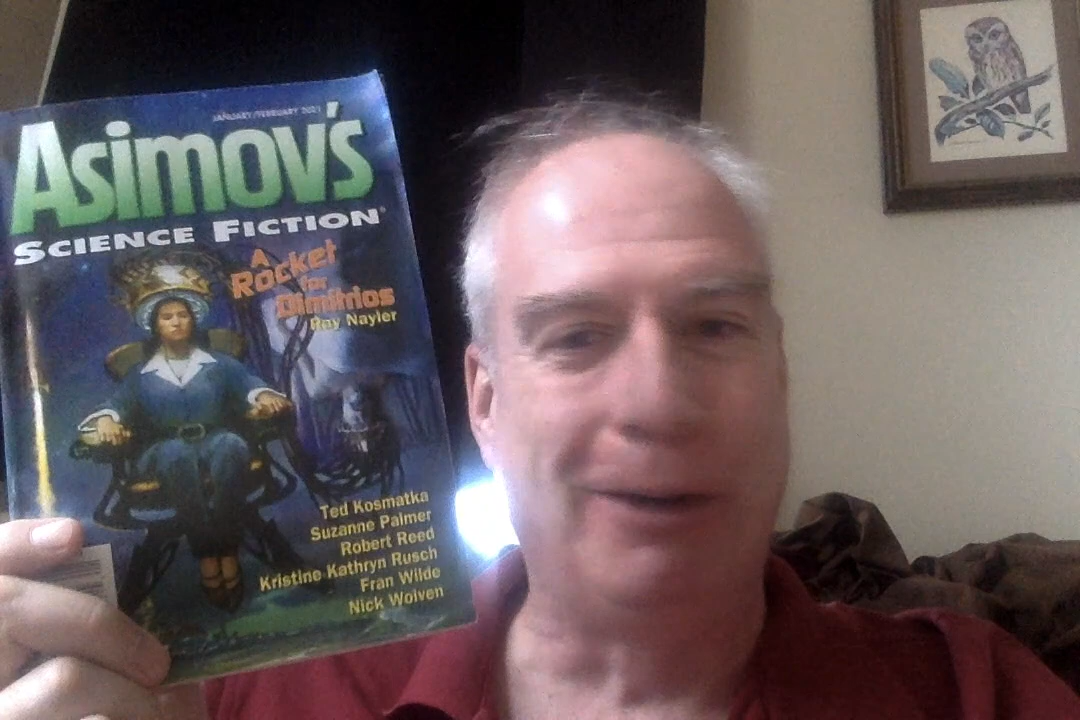 JANUARY/FEBRUARY 2021
Asimov's
SCIENCE FICTION®
A
Rocket
for
Dimitrios
Ray Nayler
Ted Kosmatka
Suzanne Palmer
Robert Reed
Kristine Kathryn Rusch
Fran Wilde
Nick Wolven